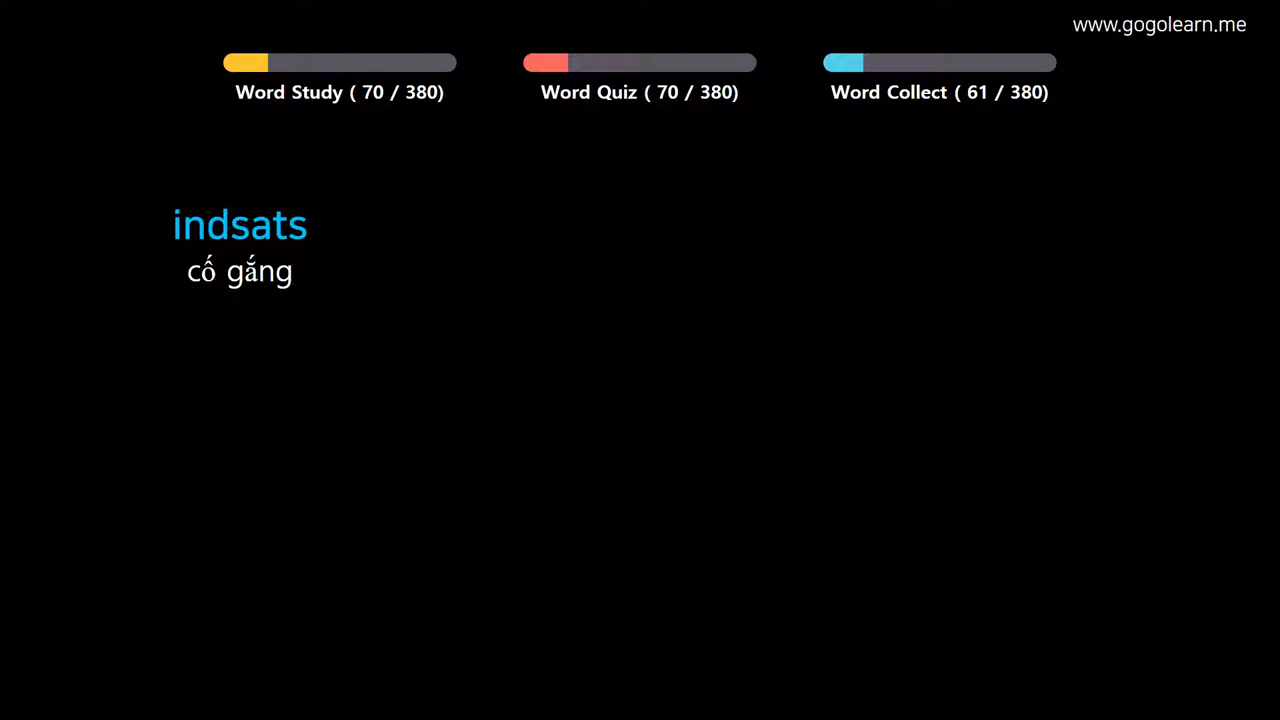 www.gogolearn.me
Word Study ( 70 / 380)
Word Quiz ( 70 / 380)
Word Collect ( 61 / 380)
indsats
cố gắng